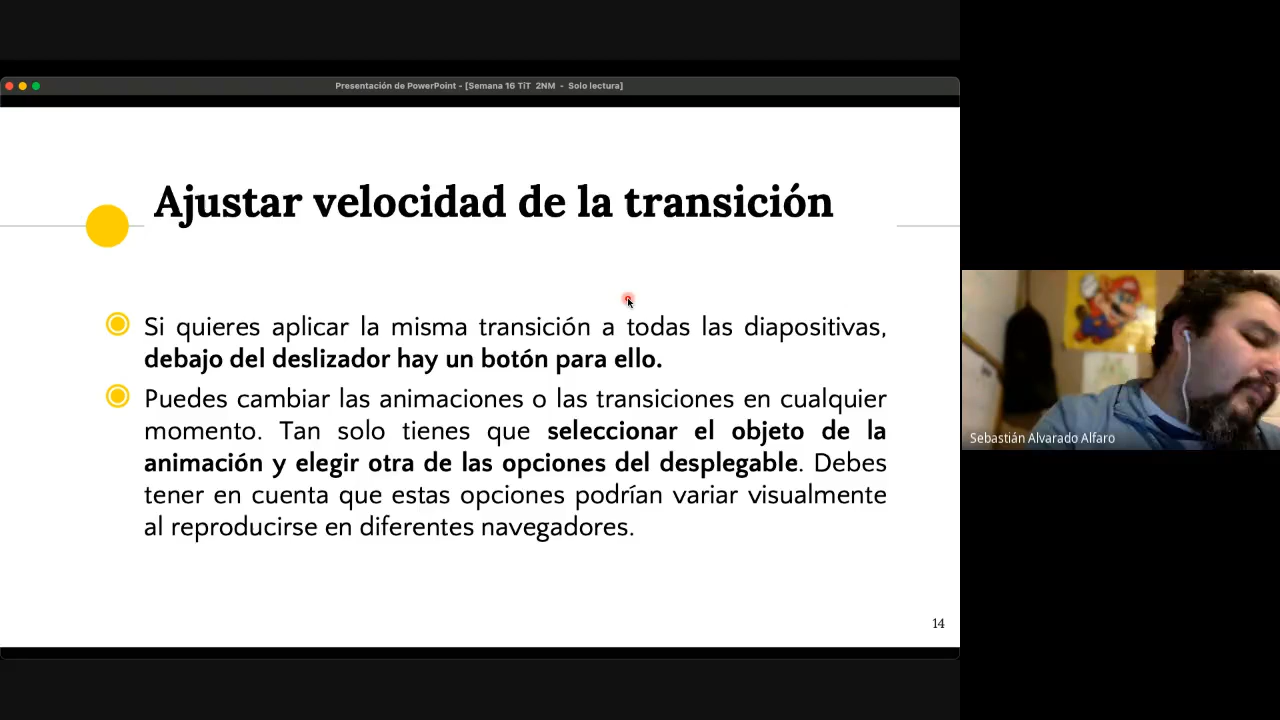 Presentación de PowerPoint - [Semana 16 TiT 2NM - Solo lectura]
Ajustar velocidad de la transición
Si quieres aplicar la misma transición a todas las diapositivas,
debajo del deslizador hay un botón para ello.
Puedes cambiar las animaciones o las transiciones en cualquier
momento. Tan solo tienes que seleccionar el objeto de la
animación y elegir otra de las opciones del desplegable. Debes
tener en cuenta que estas opciones podrían variar visualmente
al reproducirse en diferentes navegadores.
14
Sebastián Alvarado Alfaro